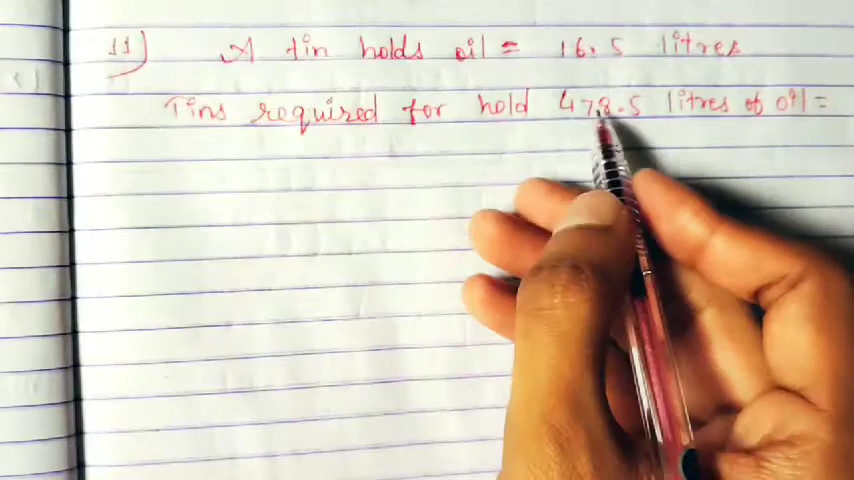 11) A tin holds oil = 16.5 litres
Tins required for hold 478.5 litres of oil =